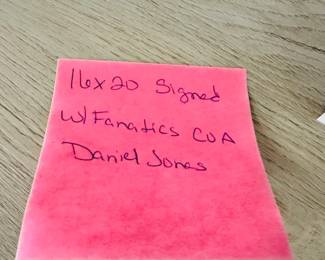 16x20 Signed
W/ Fanatics COA
Daniel Jones